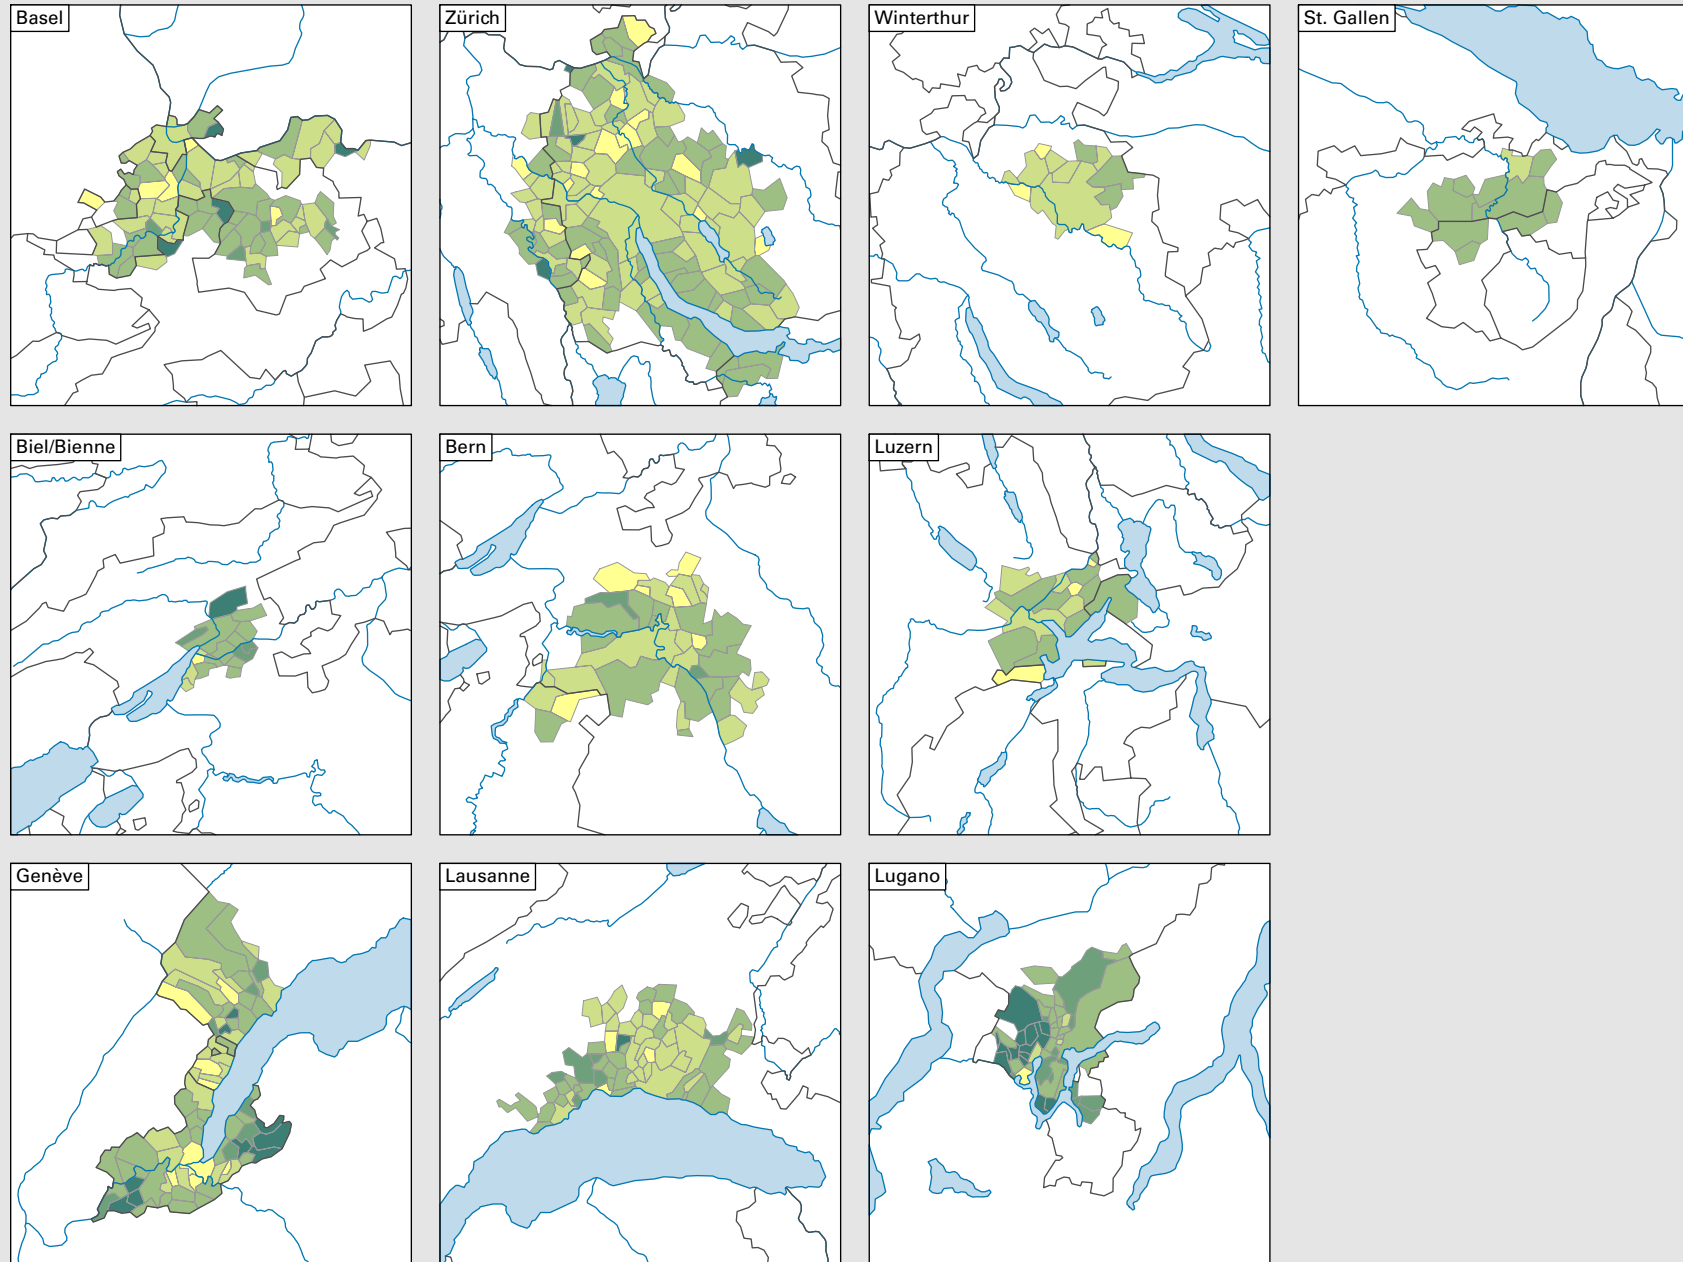 Basel
Zürich
Winterthur
St. Gallen
Biel/Bienne
Bern
Luzern
Genève
Lausanne
Lugano